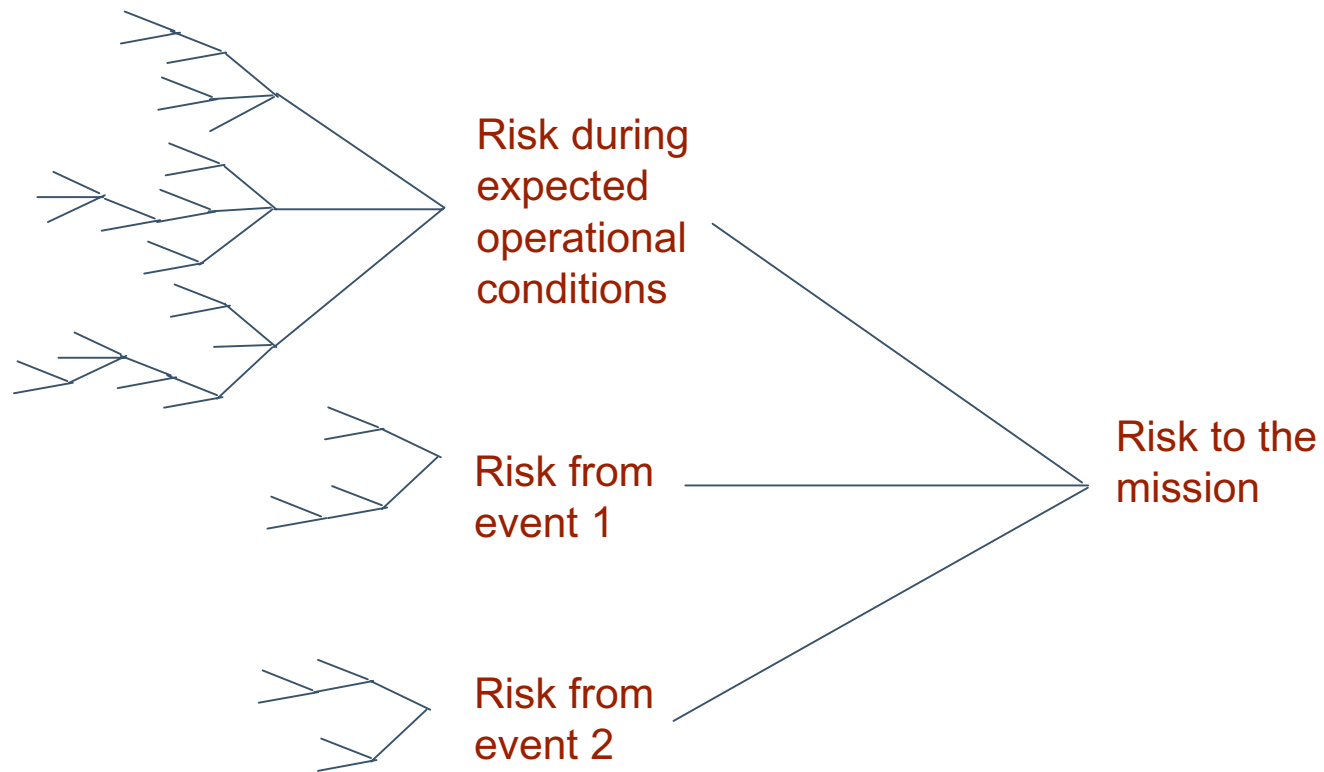 Risk during
expected
operational
conditions
Risk to the
mission
Risk from
event 1
Risk from
event 2